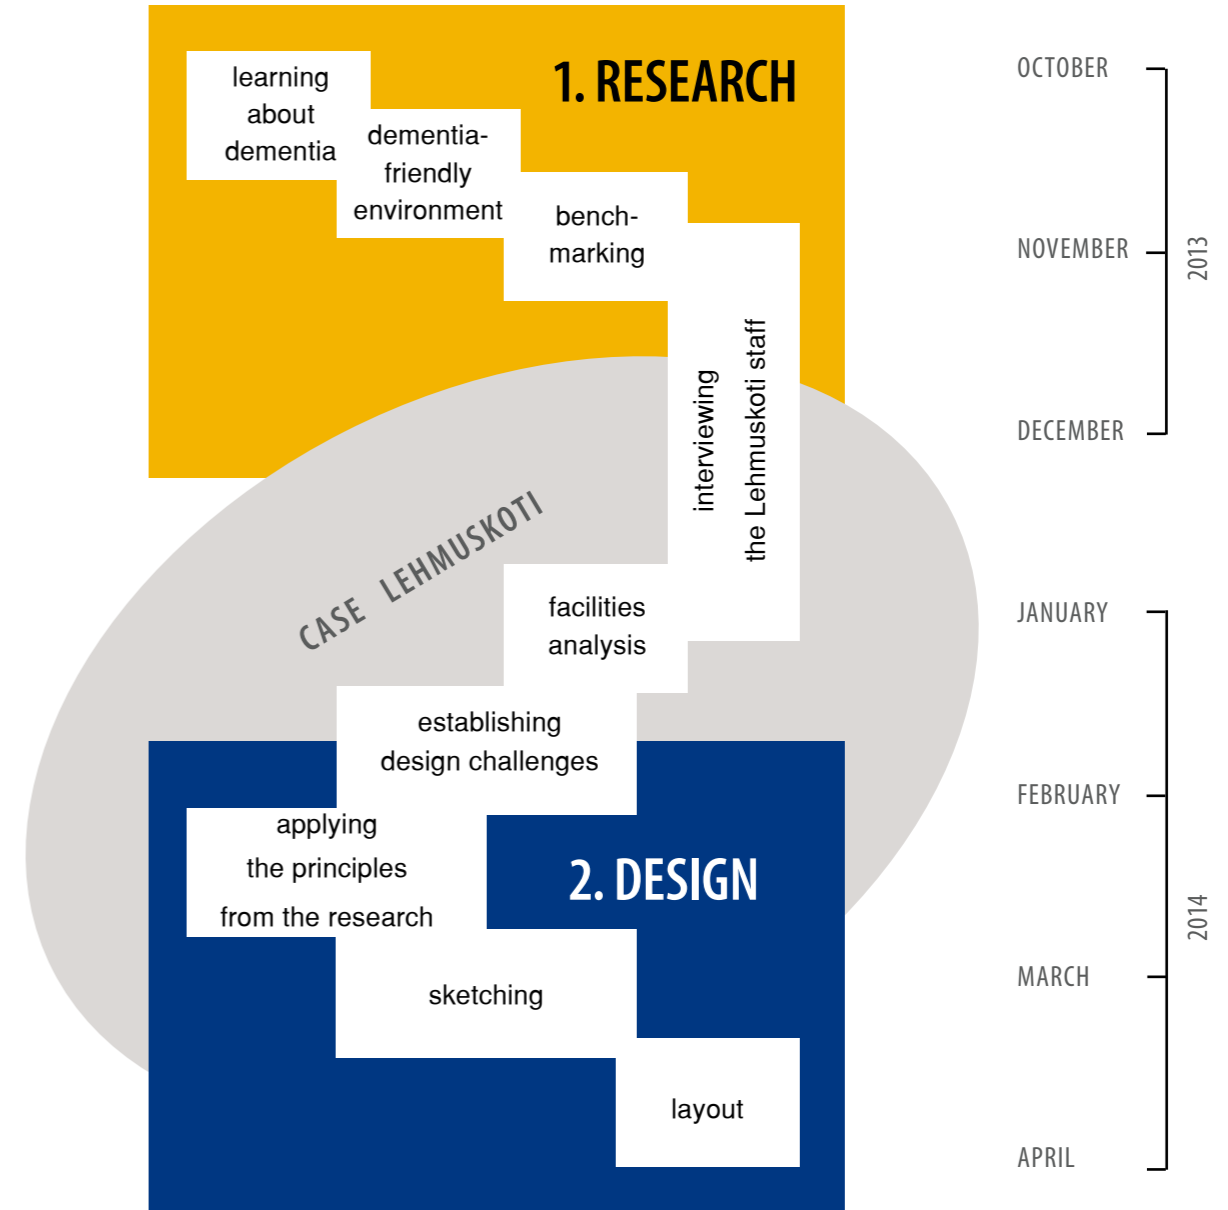 1. RESEARCH
learning
about
dementia
dementia-
friendly
environment
bench-
marking
interviewing
the Lehmuskoti staff
CASE LEHMUSKOTI
facilities
analysis
establishing
design challenges
applying
the principles
from the research
2. DESIGN
sketching
layout
OCTOBER
NOVEMBER
DECEMBER
2013
JANUARY
FEBRUARY
MARCH
APRIL
2014